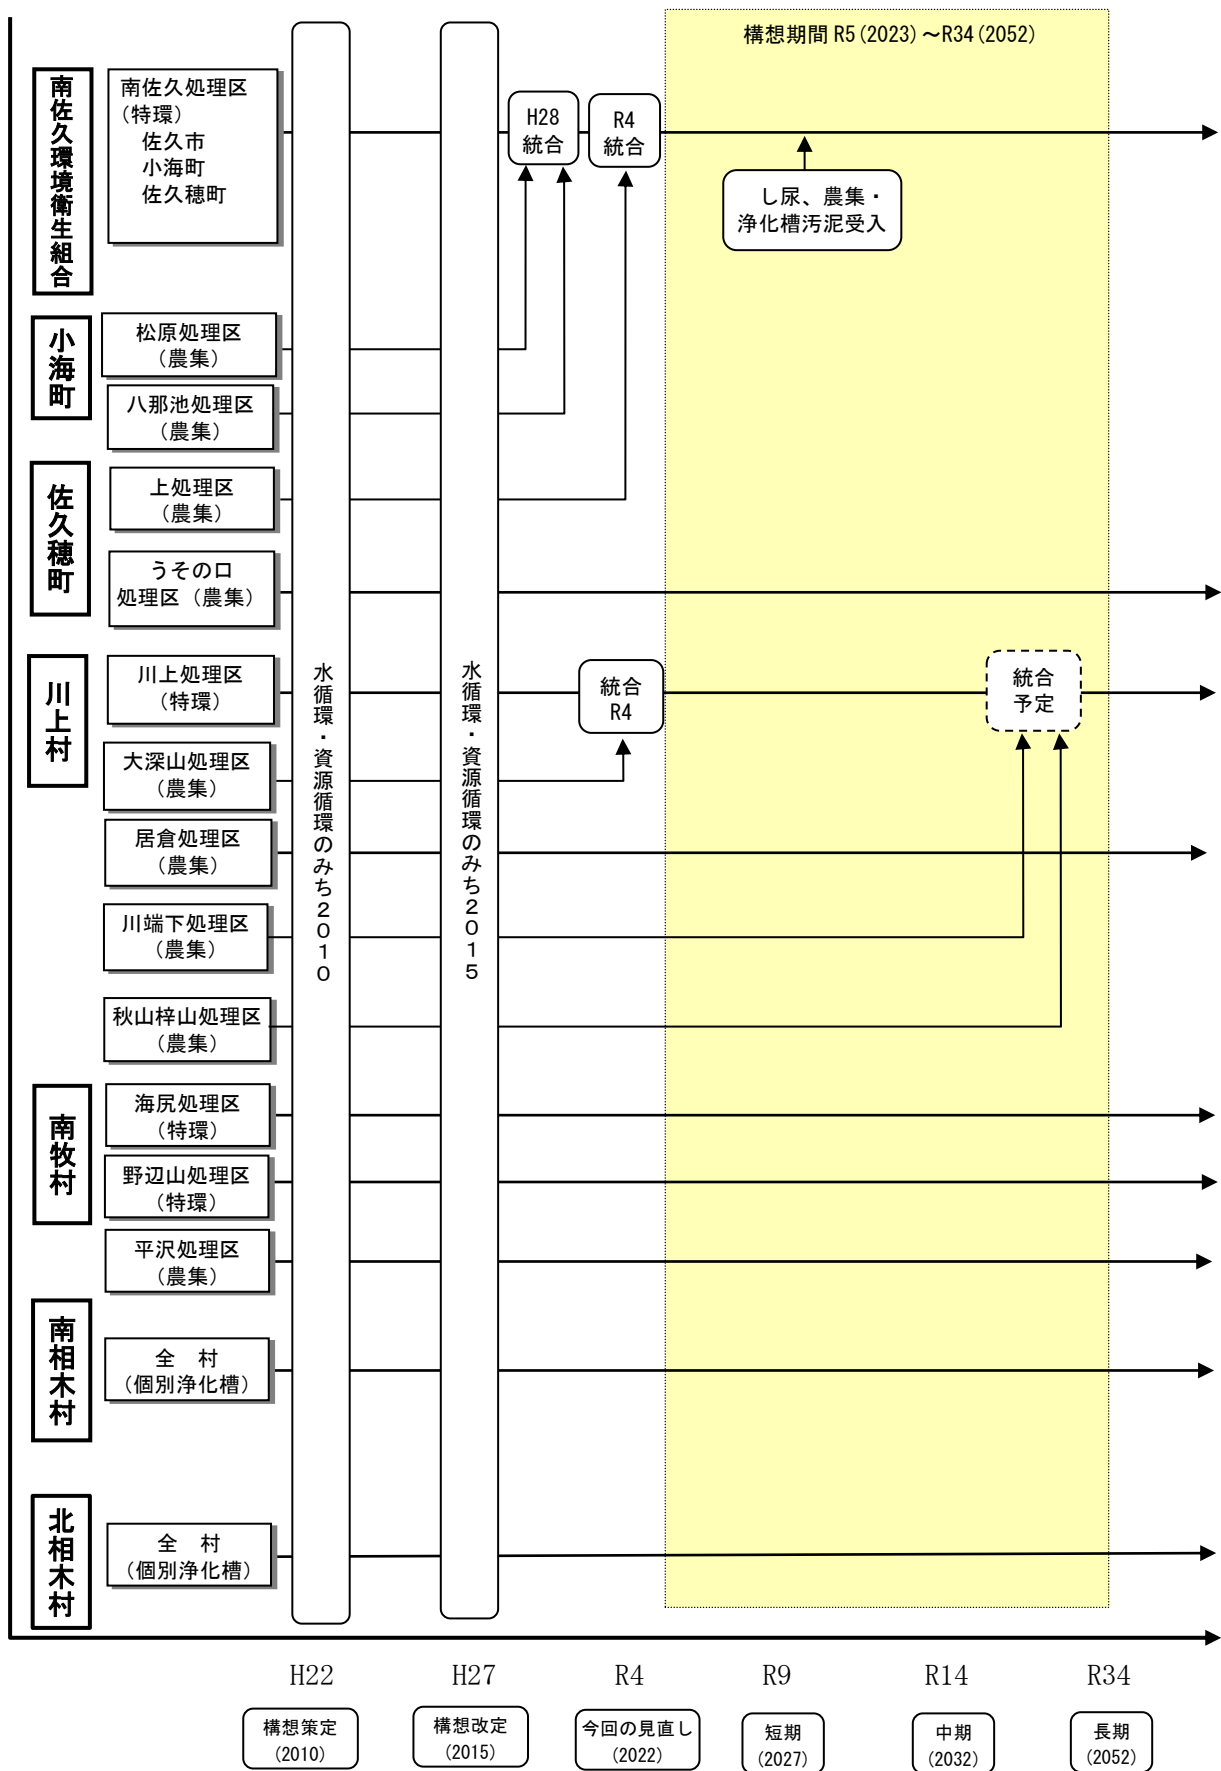 構想期間 R5(2023)～R34(2052)
南佐久環境衛生組合
南佐久処理区
(特環)
佐久市
小海町
佐久穂町
H28
統合
R4
統合
し尿、農集・
浄化槽汚泥受入
小海町
松原処理区
（農集）
八那池処理区
（農集）
佐久穂町
上処理区
（農集）
うそのロ
処理区（農集）
川上村
川上処理区
（特環）
統合
R4
統合
予定
大深山処理区
（農集）
居倉処理区
（農集）
川端下処理区
（農集）
秋山梓山処理区
（農集）
水循環・資源循環のみち２０１０
水循環・資源循環のみち２０１５
南牧村
海尻処理区
（特環）
野辺山処理区
（特環）
平沢処理区
（農集）
南相木村
全　村
（個別浄化槽）
北相木村
全　村
（個別浄化槽）
H22
H27
R4
R9
R14
R34
構想策定
(2010)
構想改定
(2015)
今回の見直し
(2022)
短期
(2027)
中期
(2032)
長期
(2052)